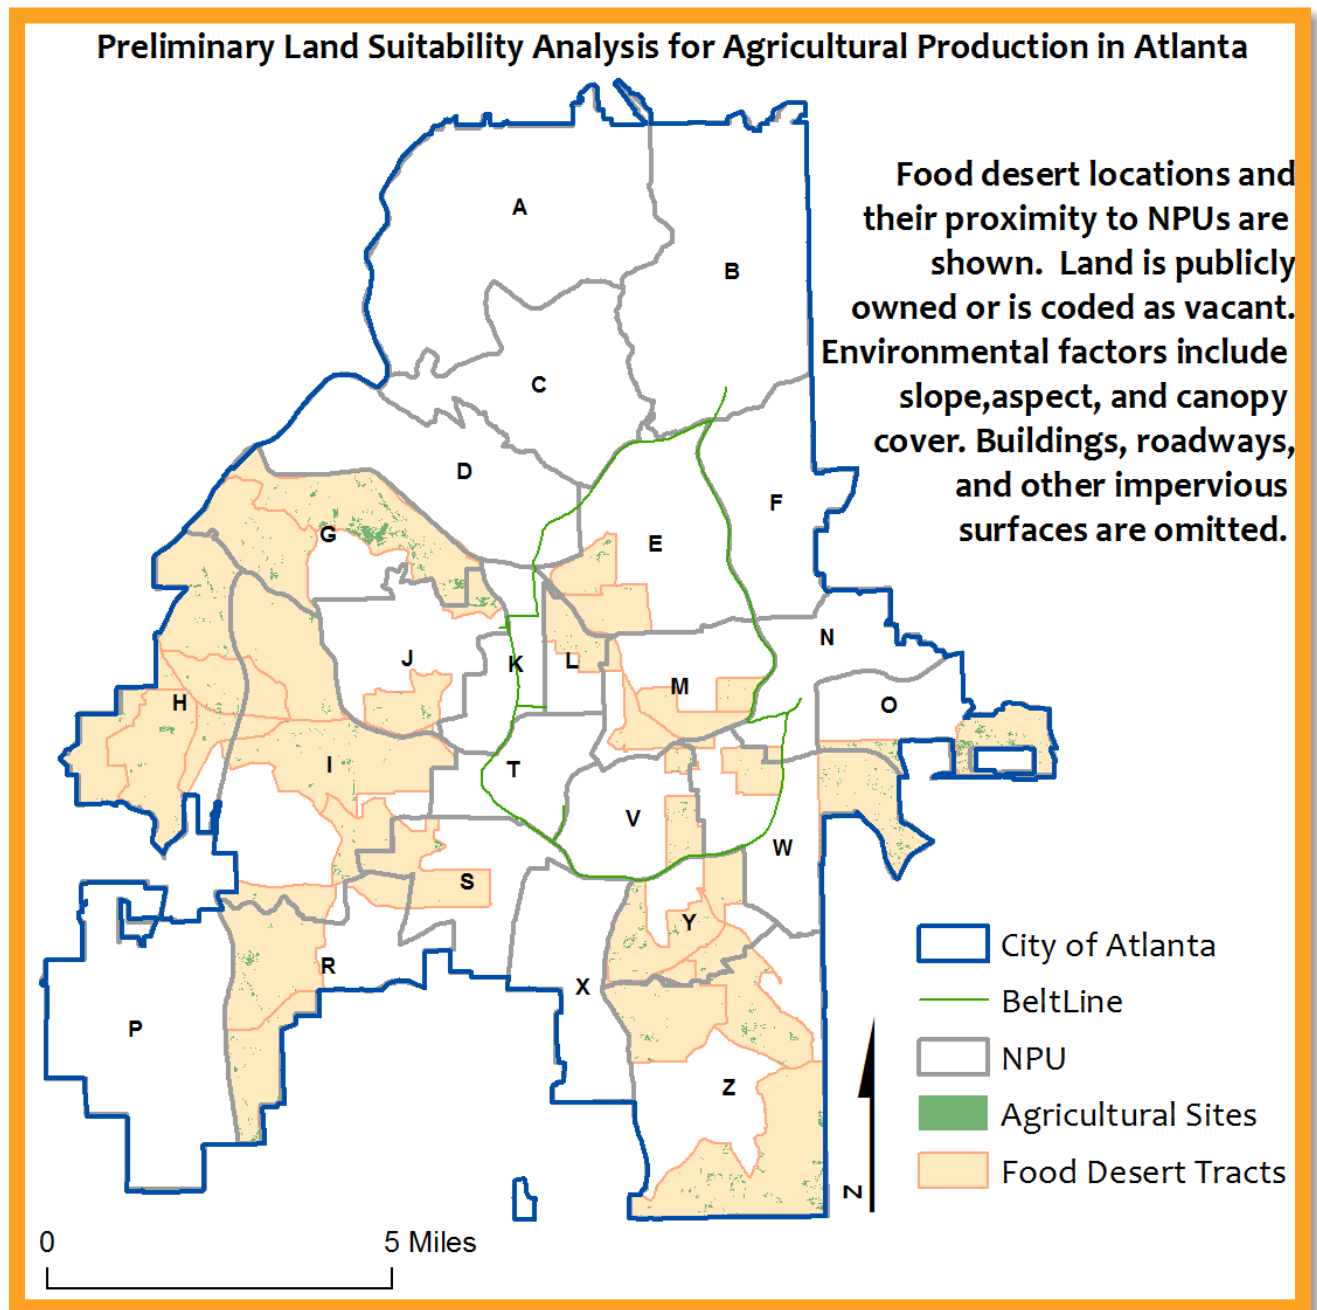 Preliminary Land Suitability Analysis for Agricultural Production in Atlanta
Food desert locations and
their proximity to NPUs are
shown.  Land is publicly
owned or is coded as vacant.
Environmental factors include
slope,aspect, and canopy
cover. Buildings, roadways,
and other impervious
surfaces are omitted.
A
B
C
D
F
G
E
N
J
K
L
M
H
O
I
T
V
W
S
Y
R
X
P
Z
City of Atlanta
BeltLine
NPU
Agricultural Sites
Food Desert Tracts
N
0
5 Miles